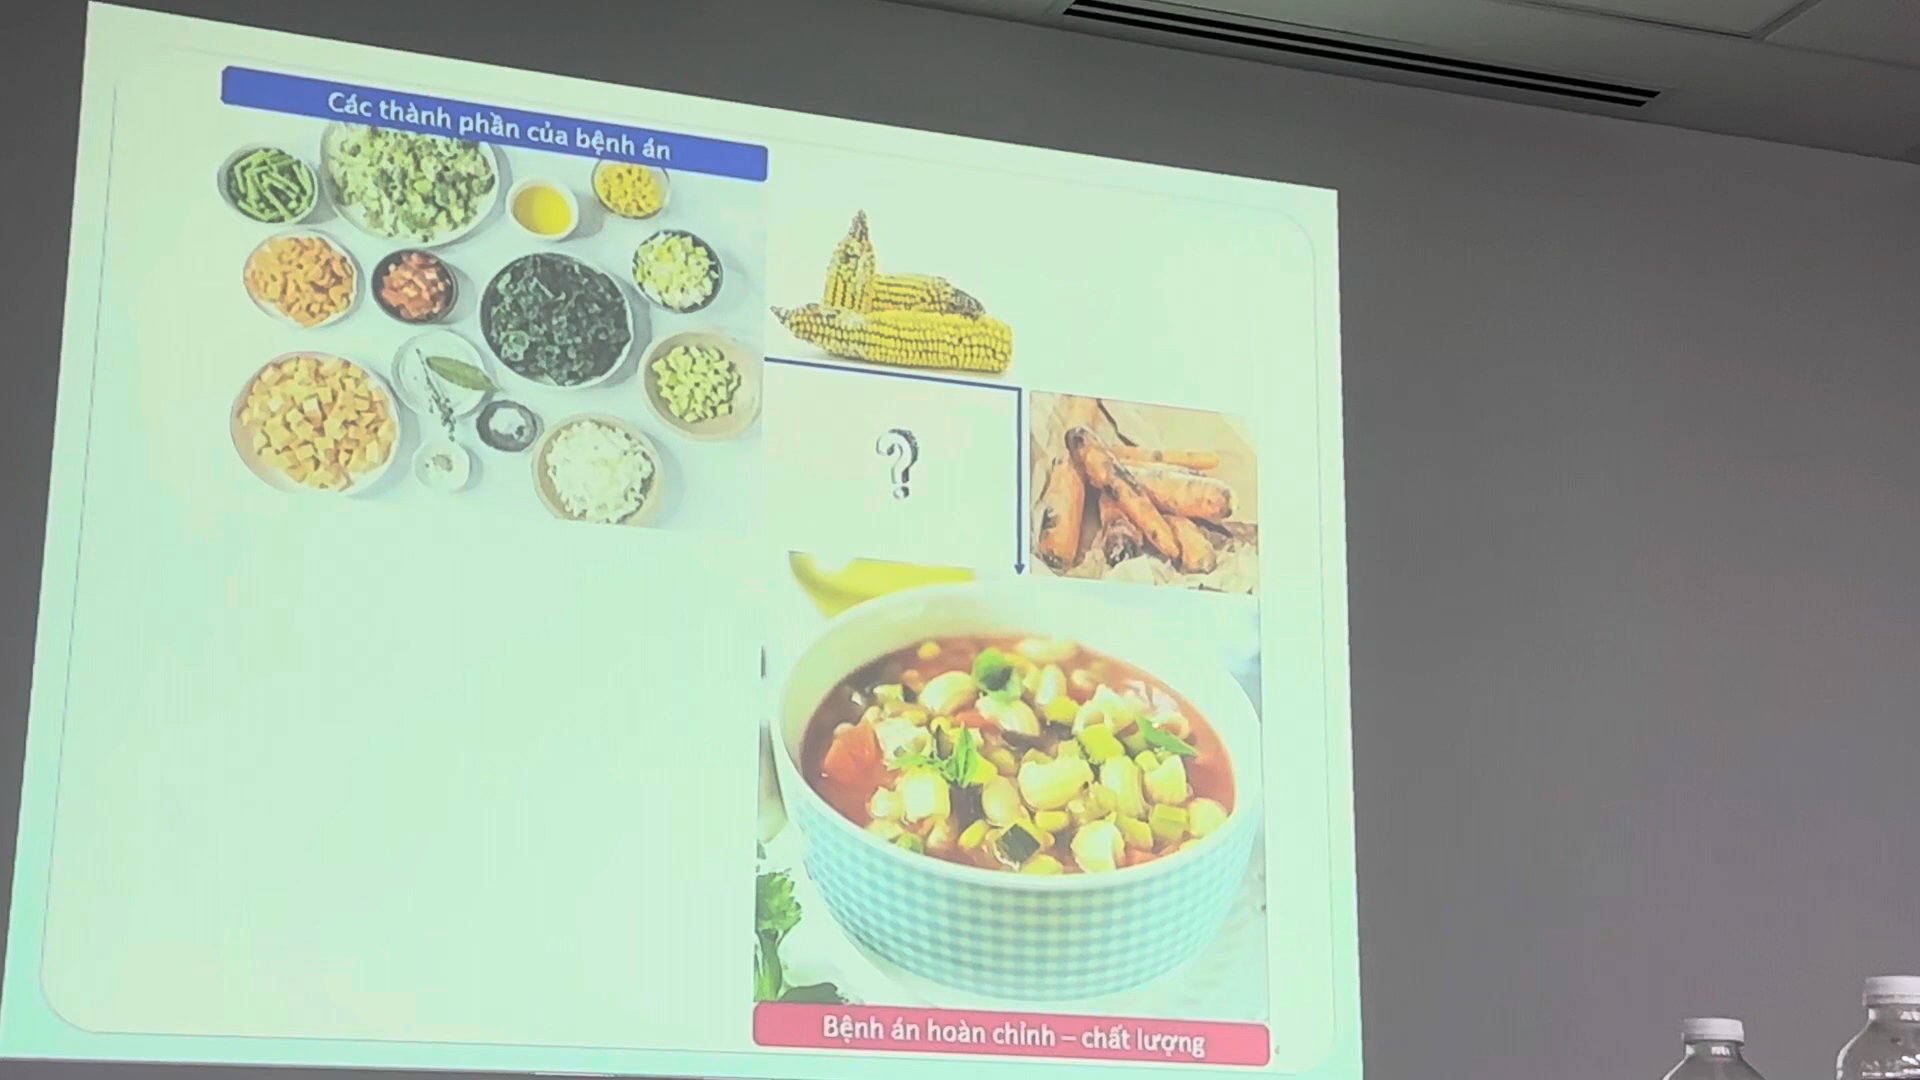 Các thành phần của bệnh án
?
Bệnh án hoàn chỉnh – chất lượng